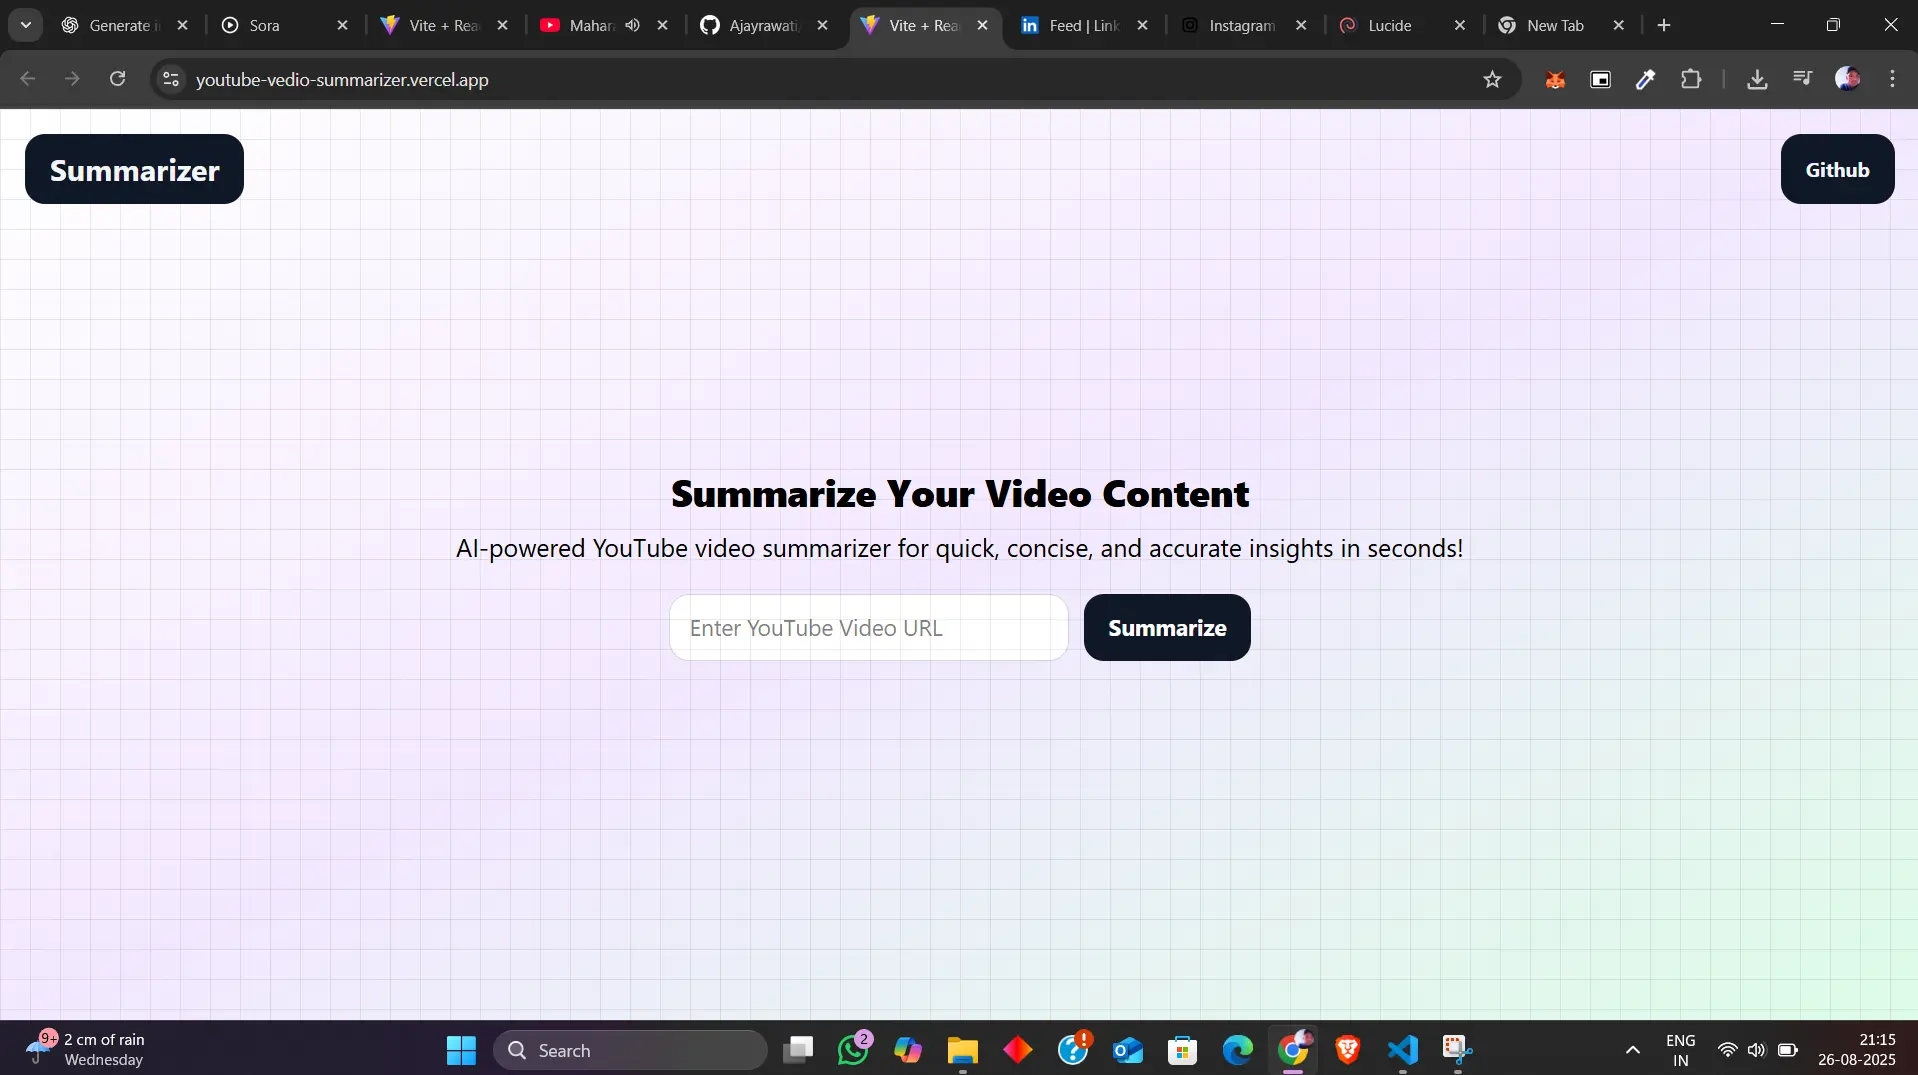 Generate i
Sora
Vite + Rea
Mahara
Ajayrawati
Vite + Rea
Feed | Link
Instagram
Lucide
New Tab
youtube-vedio-summarizer.vercel.app
Summarizer
Github
Summarize Your Video Content
AI-powered YouTube video summarizer for quick, concise, and accurate insights in seconds!
Enter YouTube Video URL
Summarize
9+
2 cm of rain
Wednesday
Search
2
ENG
IN
21:15
26-08-2025